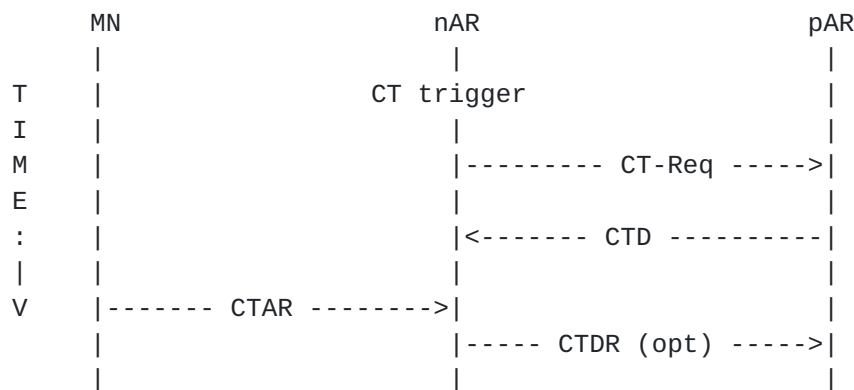 MN nAR pAR
| | |
T | CT trigger |
I | | |
M | |--------- CT-Req ----->|
E | | |
: | |<------- CTD ----------|
| | | |
V |------- CTAR -------->| |
| |----- CTDR (opt) ----->|
| | |